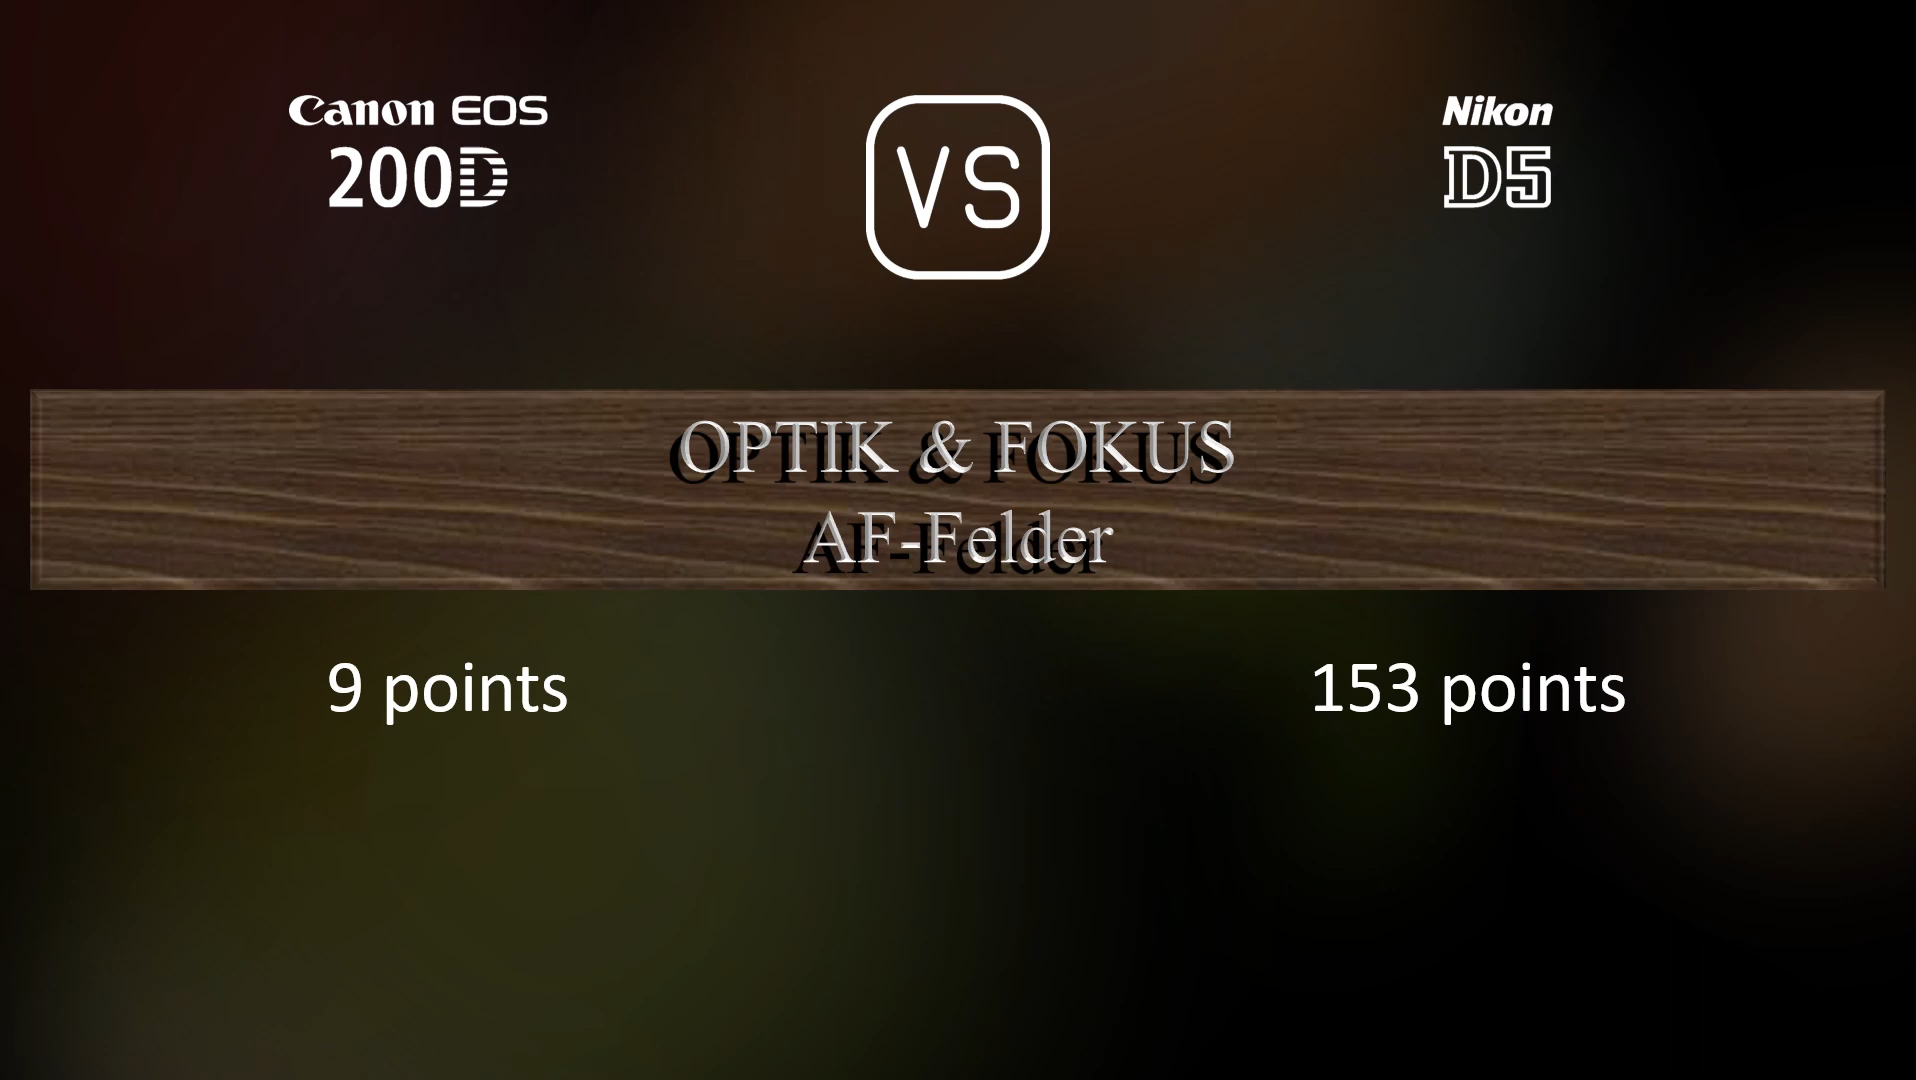 Canon EOS
200D
VS
Nikon
D5
OPTIK & FOKUS
AF-Felder
9 points
153 points